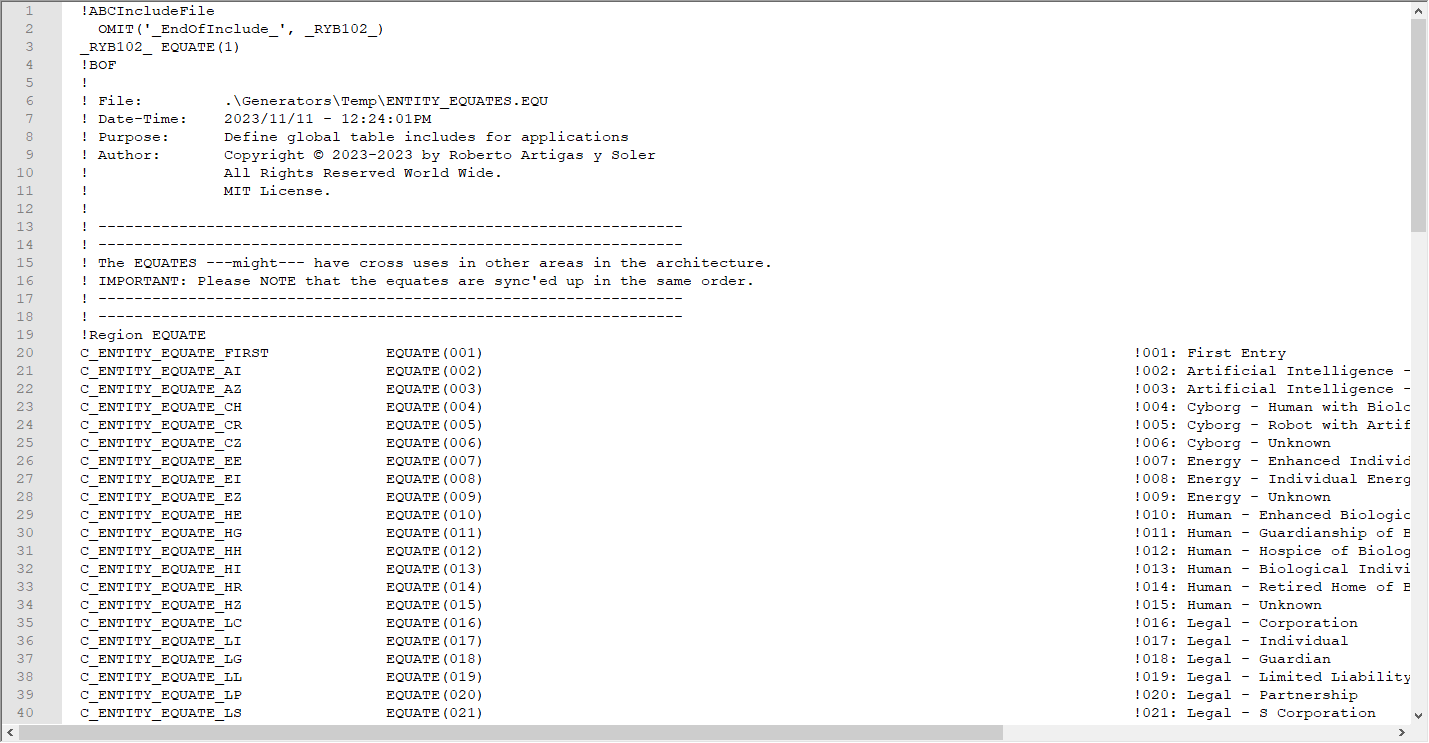 1 !ABCIncludeFile
2 OMIT('_EndOfInclude_', _RYB102_)
3 _RYB102_ EQUATE(1)
4 !BOF
5 !
6 ! File: .\Generators\Temp\ENTITY_EQUATES.EQU
7 ! Date-Time: 2023/11/11 - 12:24:01PM
8 ! Purpose: Define global table includes for applications
9 ! Author: Copyright © 2023-2023 by Roberto Artigas y Soler
10 ! All Rights Reserved World Wide.
11 ! MIT License.
12 !
13 ! -----------------------------------------------------------------
14 ! -----------------------------------------------------------------
15 ! The EQUATES ---might--- have cross uses in other areas in the architecture.
16 ! IMPORTANT: Please NOTE that the equates are sync'ed up in the same order.
17 ! -----------------------------------------------------------------
18 ! -----------------------------------------------------------------
19 !Region EQUATE
20 C_ENTITY_EQUATE_FIRST EQUATE(001) !001: First Entry
21 C_ENTITY_EQUATE_AI EQUATE(002) !002: Artificial Intelligence -
22 C_ENTITY_EQUATE_AZ EQUATE(003) !003: Artificial Intelligence -
23 C_ENTITY_EQUATE_CH EQUATE(004) !004: Cyborg - Human with Biolo
24 C_ENTITY_EQUATE_CR EQUATE(005) !005: Cyborg - Robot with Artif
25 C_ENTITY_EQUATE_CZ EQUATE(006) !006: Cyborg - Unknown
26 C_ENTITY_EQUATE_EE EQUATE(007) !007: Energy - Enhanced Individ
27 C_ENTITY_EQUATE_EI EQUATE(008) !008: Energy - Individual Energ
28 C_ENTITY_EQUATE_EZ EQUATE(009) !009: Energy - Unknown
29 C_ENTITY_EQUATE_HE EQUATE(010) !010: Human - Enhanced Biologic
30 C_ENTITY_EQUATE_HG EQUATE(011) !011: Human - Guardianship of B
31 C_ENTITY_EQUATE_HH EQUATE(012) !012: Human - Hospice of Biolog
32 C_ENTITY_EQUATE_HI EQUATE(013) !013: Human - Biological Indivi
33 C_ENTITY_EQUATE_HR EQUATE(014) !014: Human - Retired Home of B
34 C_ENTITY_EQUATE_HZ EQUATE(015) !015: Human - Unknown
35 C_ENTITY_EQUATE_LC EQUATE(016) !016: Legal - Corporation
36 C_ENTITY_EQUATE_LI EQUATE(017) !017: Legal - Individual
37 C_ENTITY_EQUATE_LG EQUATE(018) !018: Legal - Guardian
38 C_ENTITY_EQUATE_LL EQUATE(019) !019: Legal - Limited Liability
39 C_ENTITY_EQUATE_LP EQUATE(020) !020: Legal - Partnership
40 C_ENTITY_EQUATE_LS EQUATE(021) !021: Legal - S Corporation